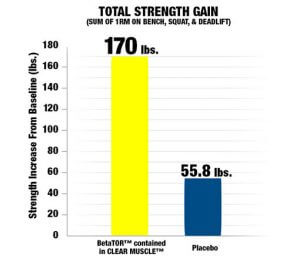 TOTAL STRENGTH GAIN
(SUM OF 1RM ON BENCH, SQUAT, & DEADLIFT)
Strength Increase From Baseline (lbs.)
180
160
140
120
100
80
60
40
20
0
170 lbs.
55.8 lbs.
BetaTOR™ contained
in CLEAR MUSCLE™
Placebo